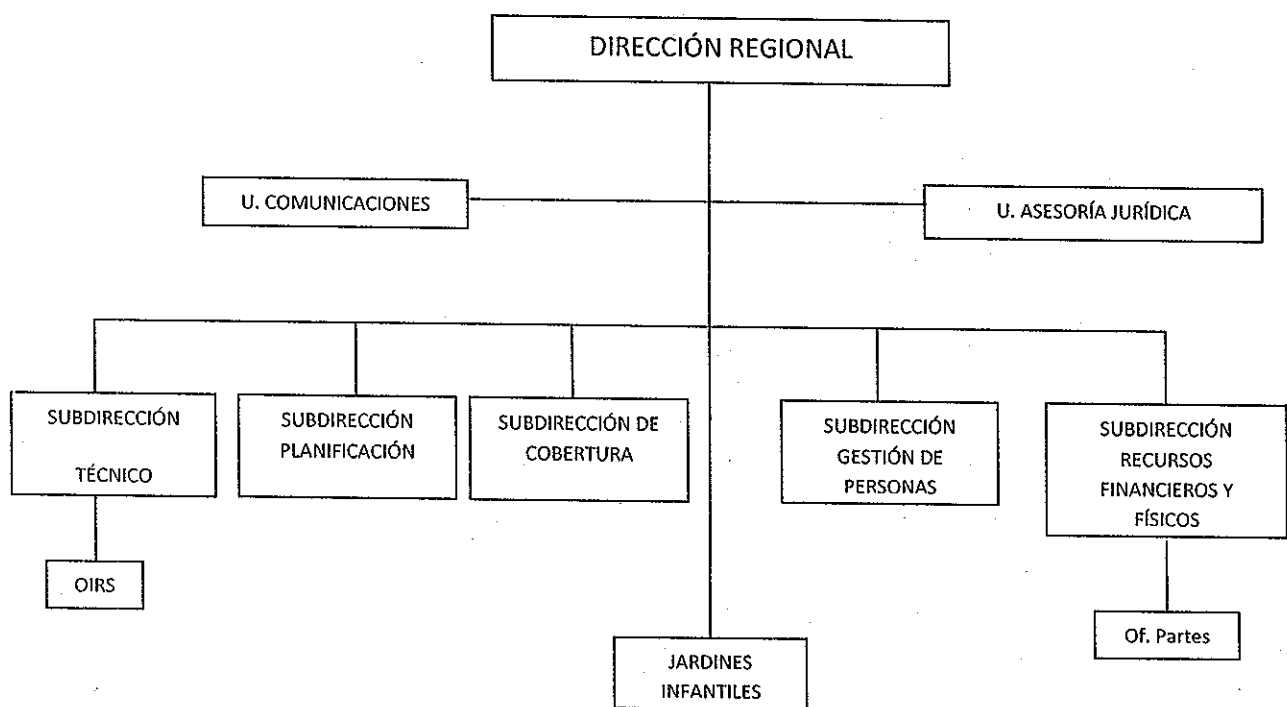 DIRECCIÓN REGIONAL
U. COMUNICACIONES
U. ASESORÍA JURÍDICA
SUBDIRECCIÓN
TÉCNICO
SUBDIRECCIÓN
PLANIFICACIÓN
SUBDIRECCIÓN DE
COBERTURA
SUBDIRECCIÓN
GESTIÓN DE
PERSONAS
SUBDIRECCIÓN
RECURSOS
FINANCIEROS Y
FÍSICOS
OIRS
Of. Partes
JARDINES
INFANTILES